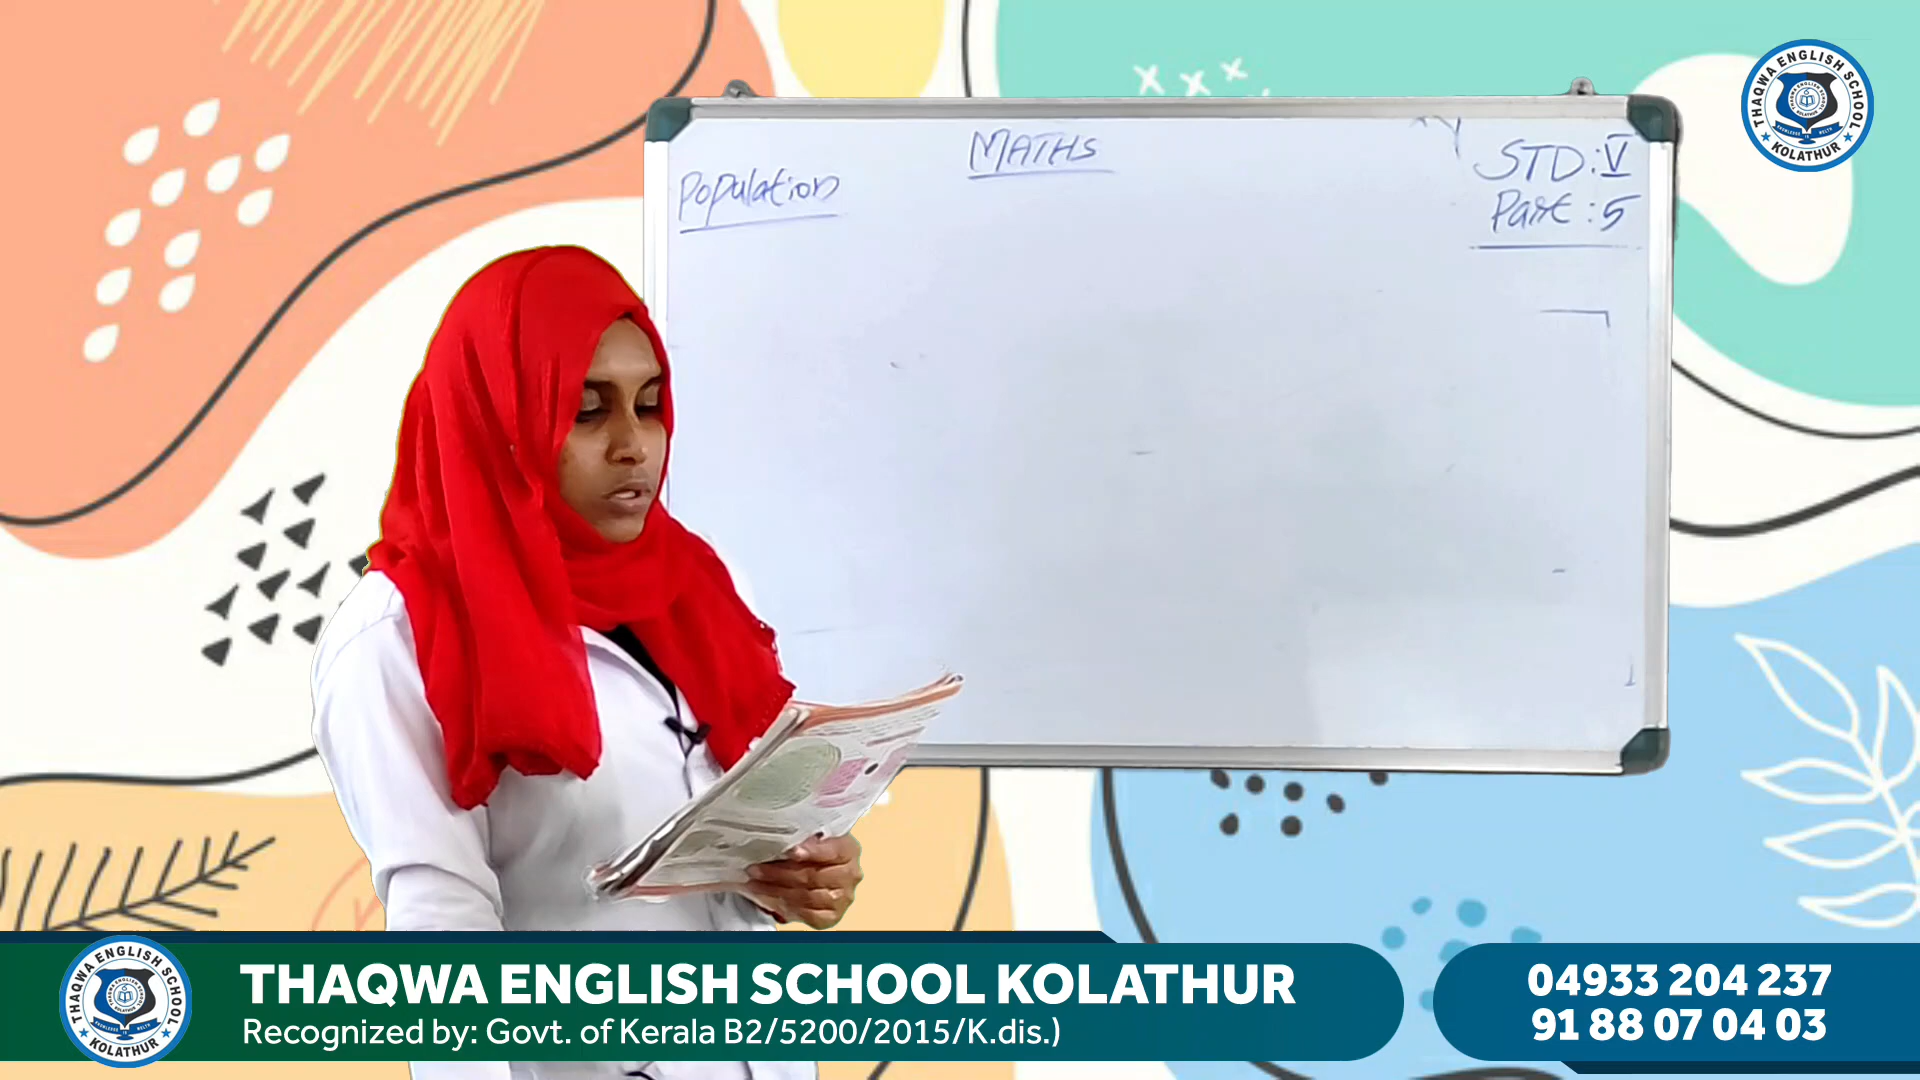 MATHS
Population
STD: V
Part: 5
THAQWA ENGLISH SCHOOL
KOLATHUR
THAQWA ENGLISH SCHOOL
KOLATHUR
THAQWA ENGLISH SCHOOL KOLATHUR
Recognized by: Govt. of Kerala B2/5200/2015/K.dis.)
04933 204 237
91 88 07 04 03